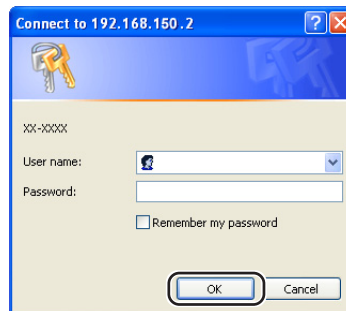 Connect to 192.168.150.2
XX-XXXX
User name:
Password:
Remember my password
OK Cancel